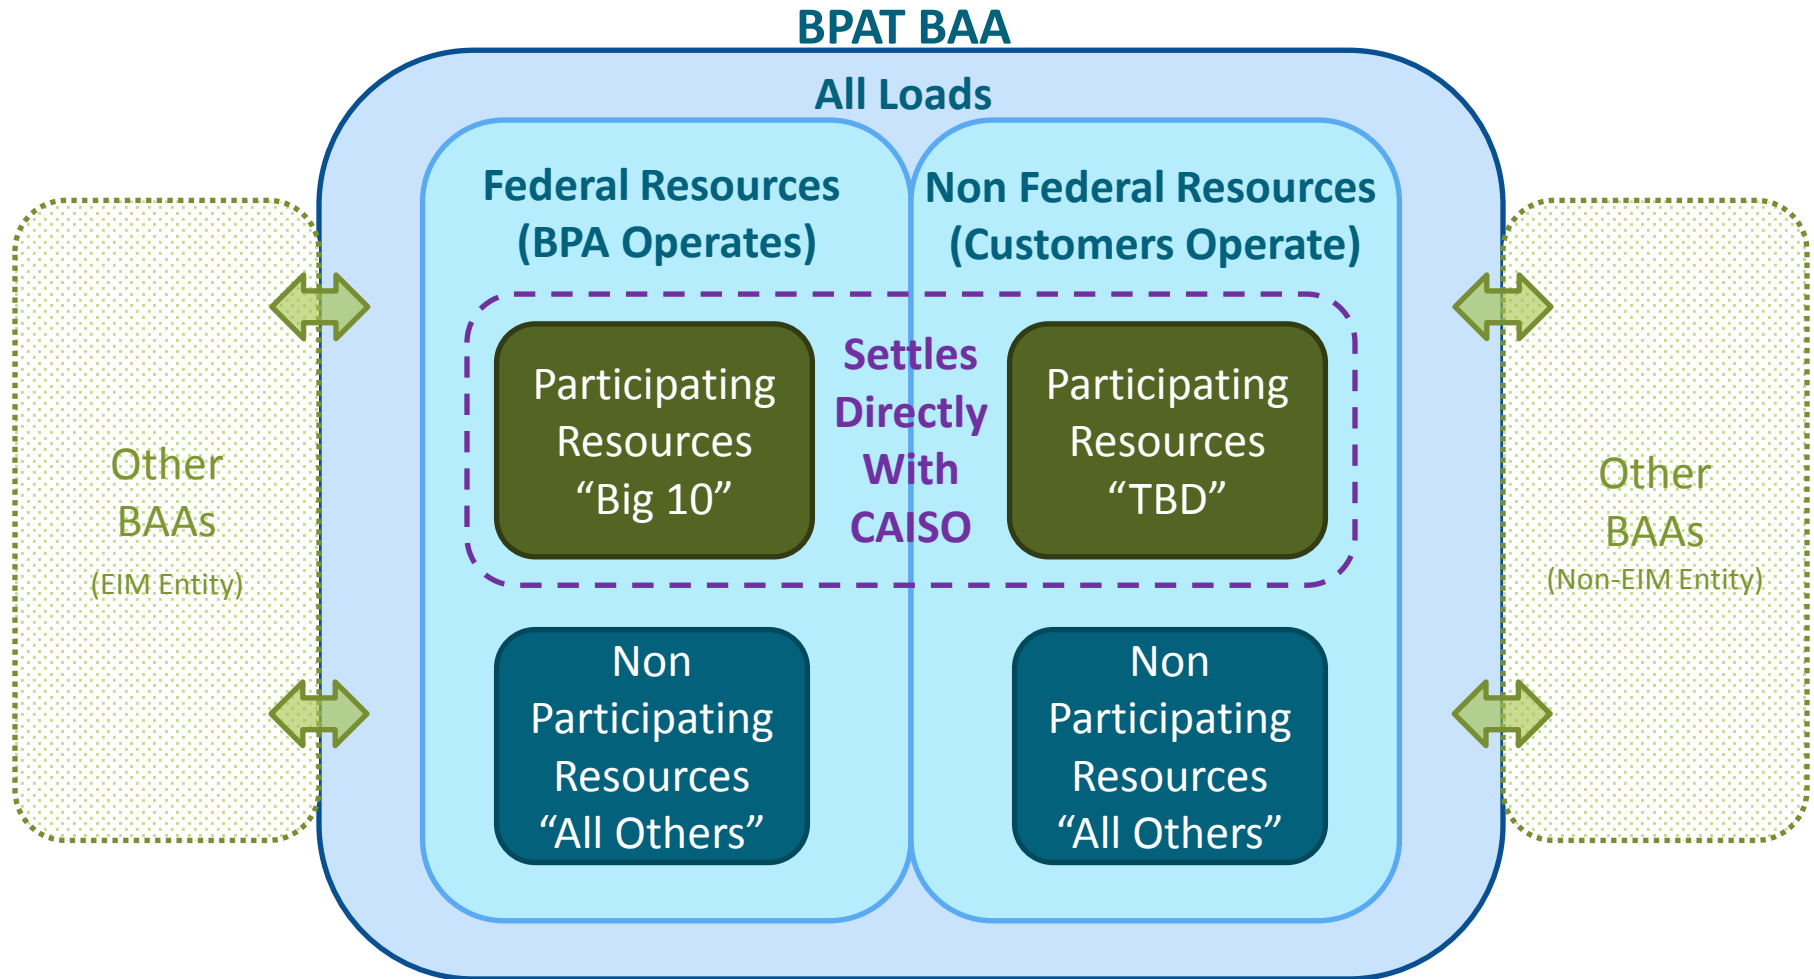 BPAT BAA
All Loads
Federal Resources
(BPA Operates)
Non Federal Resources
(Customers Operate)
Participating
Resources
“Big 10”
Settles
Directly
With
CAISO
Participating
Resources
“TBD”
Non
Participating
Resources
“All Others”
Non
Participating
Resources
“All Others”
Other
BAAs
(EIM Entity)
Other
BAAs
(Non-EIM Entity)